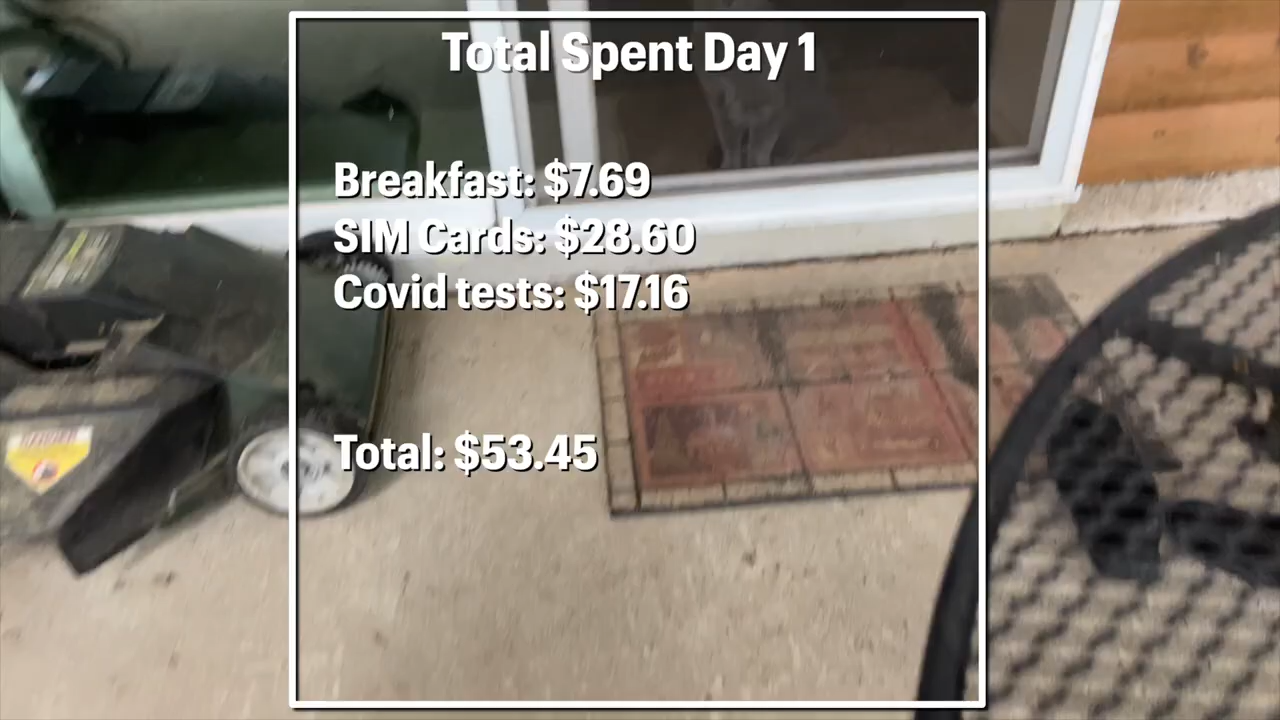 Total Spent Day 1
Breakfast: $7.69
SIM Cards: $28.60
Covid tests: $17.16
Total: $53.45